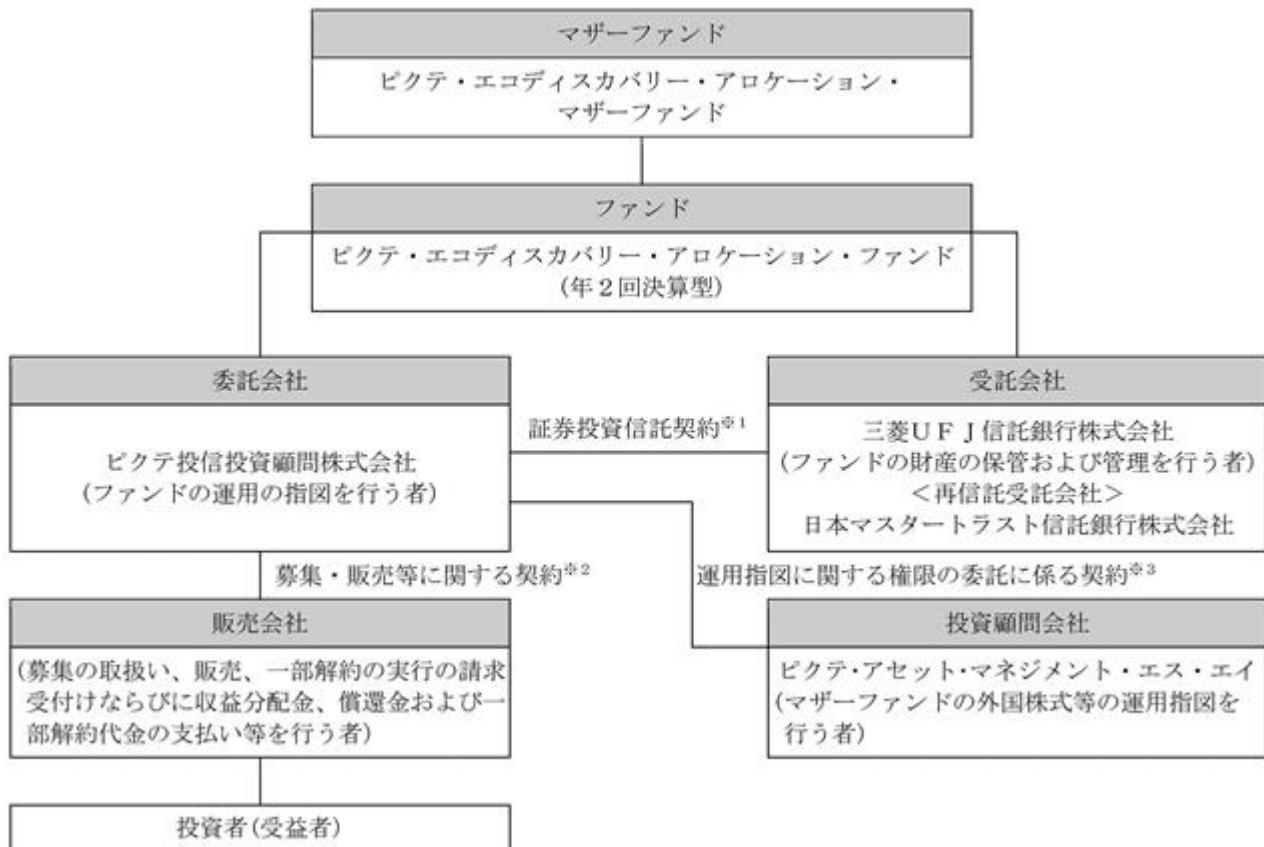 マザーファンド
ピクテ・エコディスカバリー・アロケーション・
マザーファンド
ファンド
ピクテ・エコディスカバリー・アロケーション・ファンド
(年２回決算型)
委託会社
ピクテ投信投資顧問株式会社
(ファンドの運用の指図を行う者)
証券投資信託契約※1
受託会社
三菱ＵＦＪ信託銀行株式会社
(ファンドの財産の保管および管理を行う者)
＜再信託受託会社＞
日本マスタートラスト信託銀行株式会社
募集・販売等に関する契約※2
運用指図に関する権限の委託に係る契約※3
販売会社
(募集の取扱い、販売、一部解約の実行の請求
受付けならびに収益分配金、償還金および一
部解約代金の支払い等を行う者)
投資顧問会社
ピクテ・アセット・マネジメント・エス・エイ
(マザーファンドの外国株式等の運用指図を
行う者)
投資者(受益者)